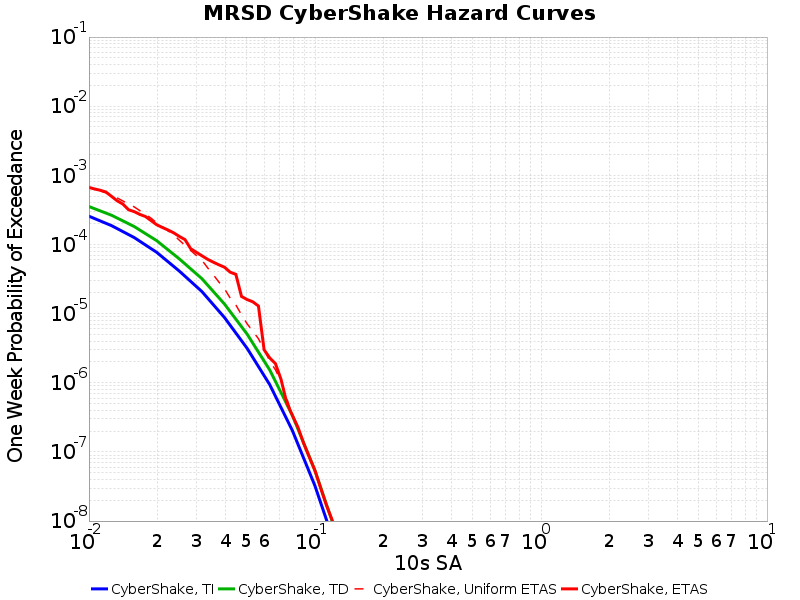 MRSD CyberShake Hazard Curves
One Week Probability of Exceedance
10-1
10-2
10-3
10-4
10-5
10-6
10-7
10-8
10-2 2 3 4 5 6 10-1 2 3 4 5 6 7 100 2 3 4 5 6 7 101
10s SA
CyberShake, TI CyberShake, TD CyberShake, Uniform ETAS CyberShake, ETAS